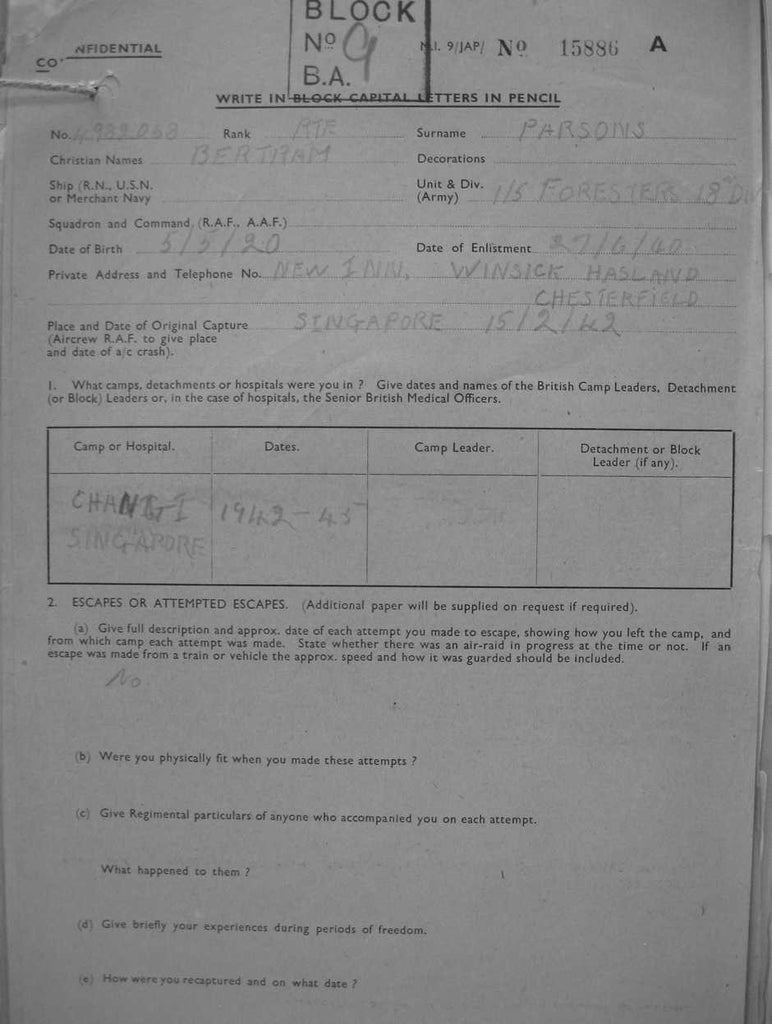 BLOCK
No 9
B.A.
CONFIDENTIAL
M.I. 9/JAP/ No 15886 A
WRITE IN BLOCK CAPITAL LETTERS IN PENCIL
No. Rank PTE Surname PARSONS
Christian Names BERTRAM Decorations
Ship (R.N., U.S.N. Unit & Div. 1/5 FORESTERS 18 DIV
or Merchant Navy (Army)
Squadron and Command, (R.A.F., A.A.F.)
Date of Birth 5/5/20 Date of Enlistment 27/6/40
Private Address and Telephone No. NEW INN, WINSICK HASLAND
CHESTERFIELD
Place and Date of Original Capture SINGAPORE 15/2/42
(Aircrew R.A.F. to give place
and date of a/c crash).
1. What camps, detachments or hospitals were you in ? Give dates and names of the British Camp Leaders, Detachment
(or Block) Leaders or, in the case of hospitals, the Senior British Medical Officers.
Camp or Hospital. Dates. Camp Leader. Detachment or Block
Leader (if any).
CHANGI 1942-45
SINGAPORE
2. ESCAPES OR ATTEMPTED ESCAPES. (Additional paper will be supplied on request if required).
(a) Give full description and approx. date of each attempt you made to escape, showing how you left the camp, and
from which camp each attempt was made. State whether there was an air-raid in progress at the time or not. If an
escape was made from a train or vehicle the approx. speed and how it was guarded should be included.
No
(b) Were you physically fit when you made these attempts ?
(c) Give Regimental particulars of anyone who accompanied you on each attempt.
What happened to them ?
(d) Give briefly your experiences during periods of freedom.
(e) How were you recaptured and on what date ?